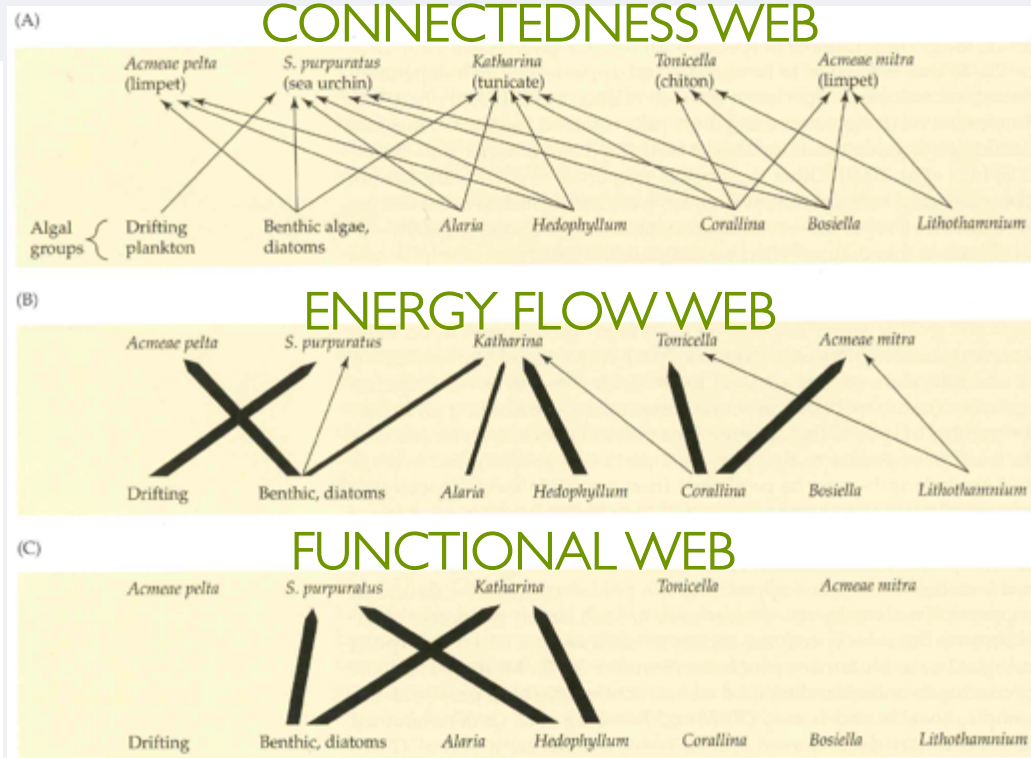 CONNECTEDNESS WEB
(A)
Acmeae pelta S. purpuratus Katharina Tonicella Acmeae mitra
(limpet) (sea urchin) (tunicate) (chiton) (limpet)
Algal Drifting Benthic algae, Alaria Hedophyllum Corallina Bosiella Lithothamnium
groups plankton diatoms
(B)
ENERGY FLOW WEB
Acmeae pelta S. purpuratus Katharina Tonicella Acmeae mitra
Drifting Benthic, diatoms Alaria Hedophyllum Corallina Bosiella Lithothamnium
(C)
FUNCTIONAL WEB
Acmeae pelta S. purpuratus Katharina Tonicella Acmeae mitra
Drifting Benthic, diatoms Alaria Hedophyllum Corallina Bosiella Lithothamnium